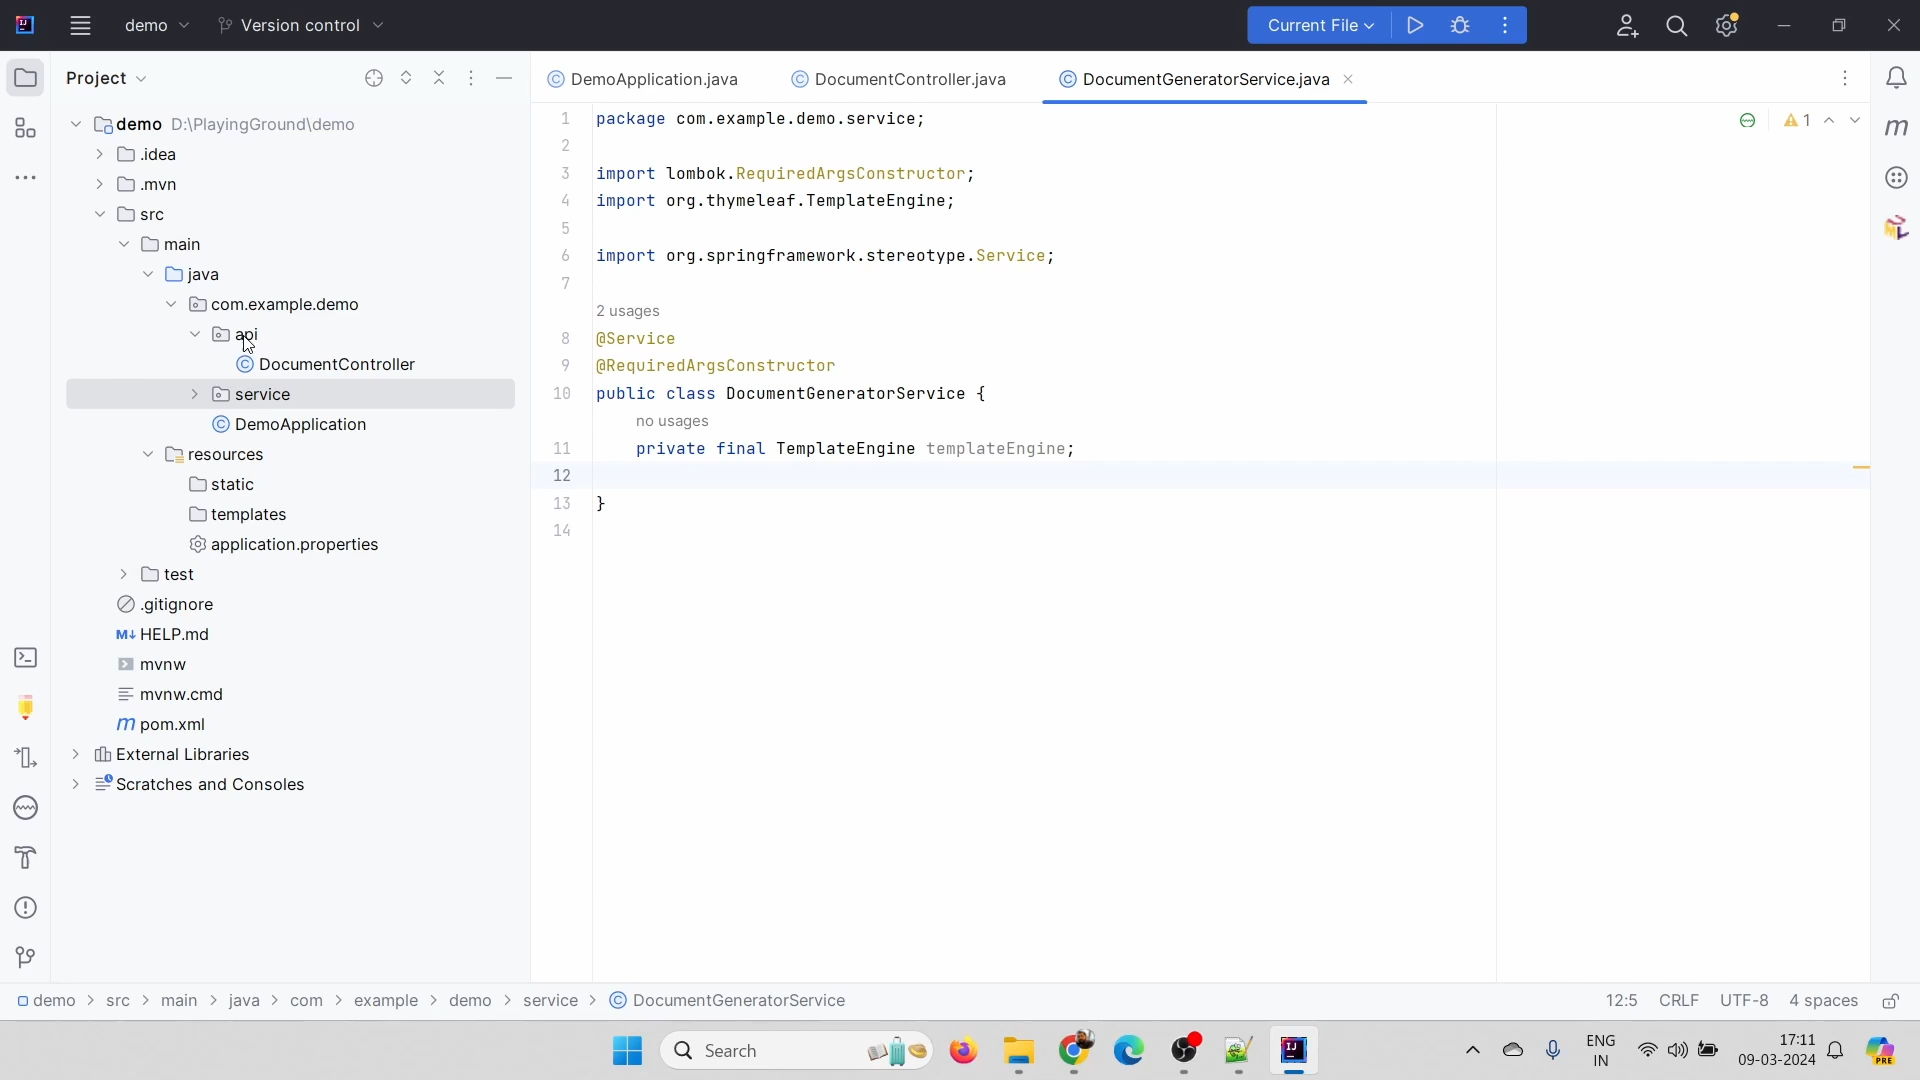 demo
Version control
Current File
Project
DemoApplication.java
DocumentController.java
DocumentGeneratorService.java
demo D:\PlayingGround\demo
.idea
.mvn
src
main
java
com.example.demo
api
DocumentController
service
DemoApplication
resources
static
templates
application.properties
test
.gitignore
M↓ HELP.md
mvnw
mvnw.cmd
m pom.xml
External Libraries
Scratches and Consoles
1 package com.example.demo.service;
2
3 import lombok.RequiredArgsConstructor;
4 import org.thymeleaf.TemplateEngine;
5
6 import org.springframework.stereotype.Service;
7
2 usages
8 @Service
9 @RequiredArgsConstructor
10 public class DocumentGeneratorService {
no usages
11 private final TemplateEngine templateEngine;
12
13 }
14
1
m
demo > src > main > java > com > example > demo > service > DocumentGeneratorService
12:5 CRLF UTF-8 4 spaces
Search
ENG
IN
17:11
09-03-2024
PRE